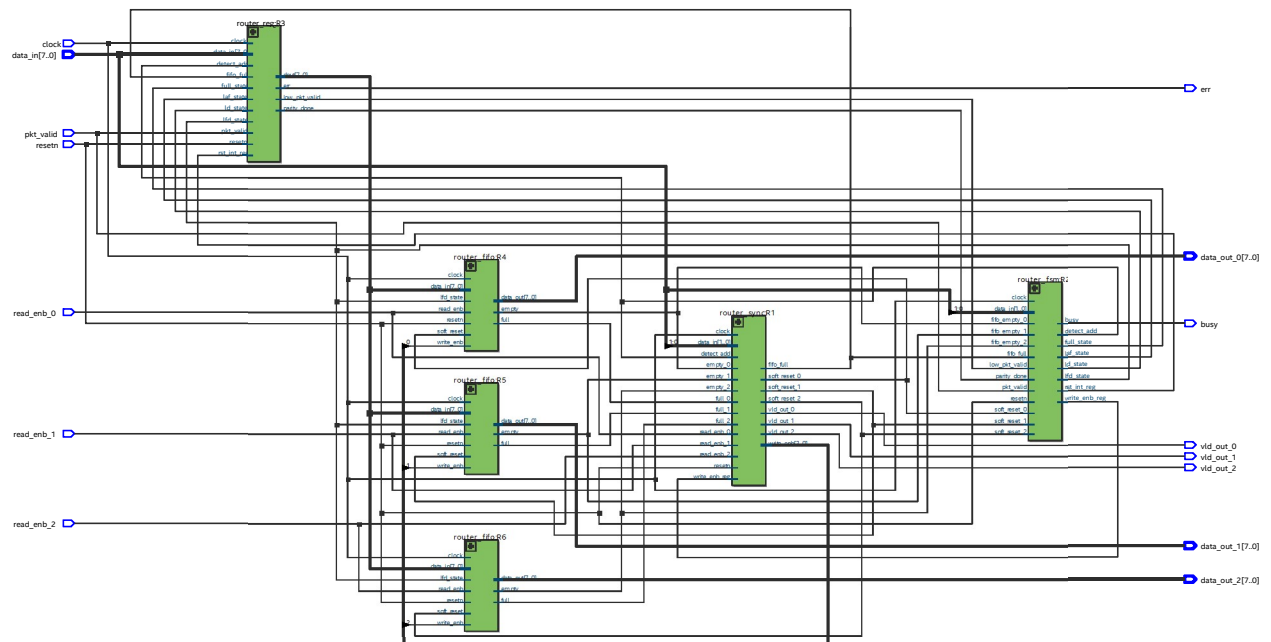 router_reg:R3
clock
data_in[7..0]
pkt_valid
resetn
clock
data_in[7..0]
detect_add
fifo_full
full_state
laf_state
ld_state
lfd_state
pkt_valid
resetn
rst_int_reg
dout[7..0]
err
low_pkt_valid
parity_done
err
router_fifo:R4
clock
data_in[7..0]
lfd_state
read_enb
resetn
soft_reset
write_enb
data_out[7..0]
empty
full
0
read_enb_0
router_fifo:R5
clock
data_in[7..0]
lfd_state
read_enb
resetn
soft_reset
write_enb
data_out[7..0]
empty
full
1
read_enb_1
router_fifo:R6
clock
data_in[7..0]
lfd_state
read_enb
resetn
soft_reset
write_enb
data_out[7..0]
empty
full
2
read_enb_2
router_sync:R1
clock
data_in[1..0]
detect_add
empty_0
empty_1
empty_2
full_0
full_1
full_2
read_enb_0
read_enb_1
read_enb_2
resetn
write_enb_reg
fifo_full
soft_reset_0
soft_reset_1
soft_reset_2
vld_out_0
vld_out_1
vld_out_2
write_enb[2..0]
router_fsm:R2
clock
data_in[1..0]
fifo_empty_0
fifo_empty_1
fifo_empty_2
fifo_full
low_pkt_valid
parity_done
pkt_valid
resetn
soft_reset_0
soft_reset_1
soft_reset_2
busy
detect_add
full_state
laf_state
ld_state
lfd_state
rst_int_reg
write_enb_reg
data_out_0[7..0]
busy
vld_out_0
vld_out_1
vld_out_2
data_out_1[7..0]
data_out_2[7..0]